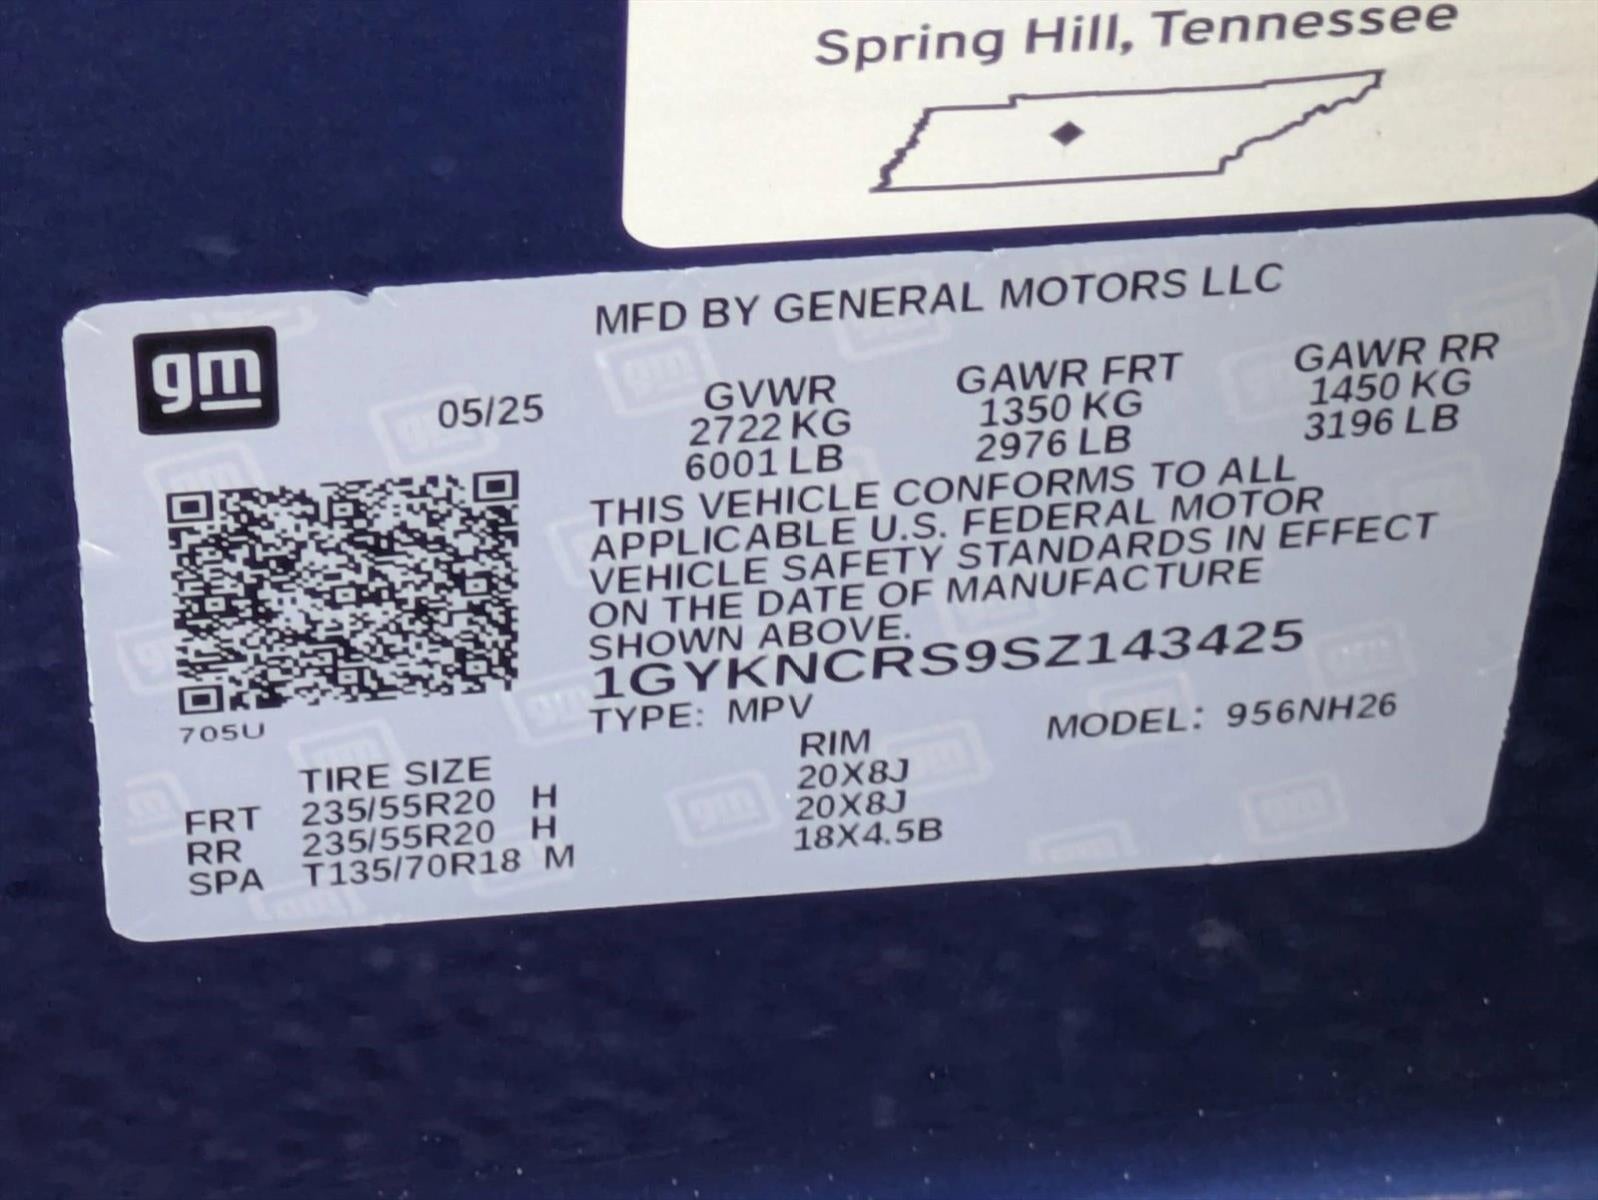 Spring Hill, Tennessee
gm
MFD BY GENERAL MOTORS LLC
05/25
GVWR GAWR FRT GAWR RR
2722 KG 1350 KG 1450 KG
6001 LB 2976 LB 3196 LB
THIS VEHICLE CONFORMS TO ALL
APPLICABLE U.S. FEDERAL MOTOR
VEHICLE SAFETY STANDARDS IN EFFECT
ON THE DATE OF MANUFACTURE
SHOWN ABOVE.
1GYKNCRS9SZ143425
705U
TYPE: MPV MODEL: 956NH26
TIRE SIZE RIM
FRT 235/55R20 H 20X8J
RR 235/55R20 H 20X8J
SPA T135/70R18 M 18X4.5B